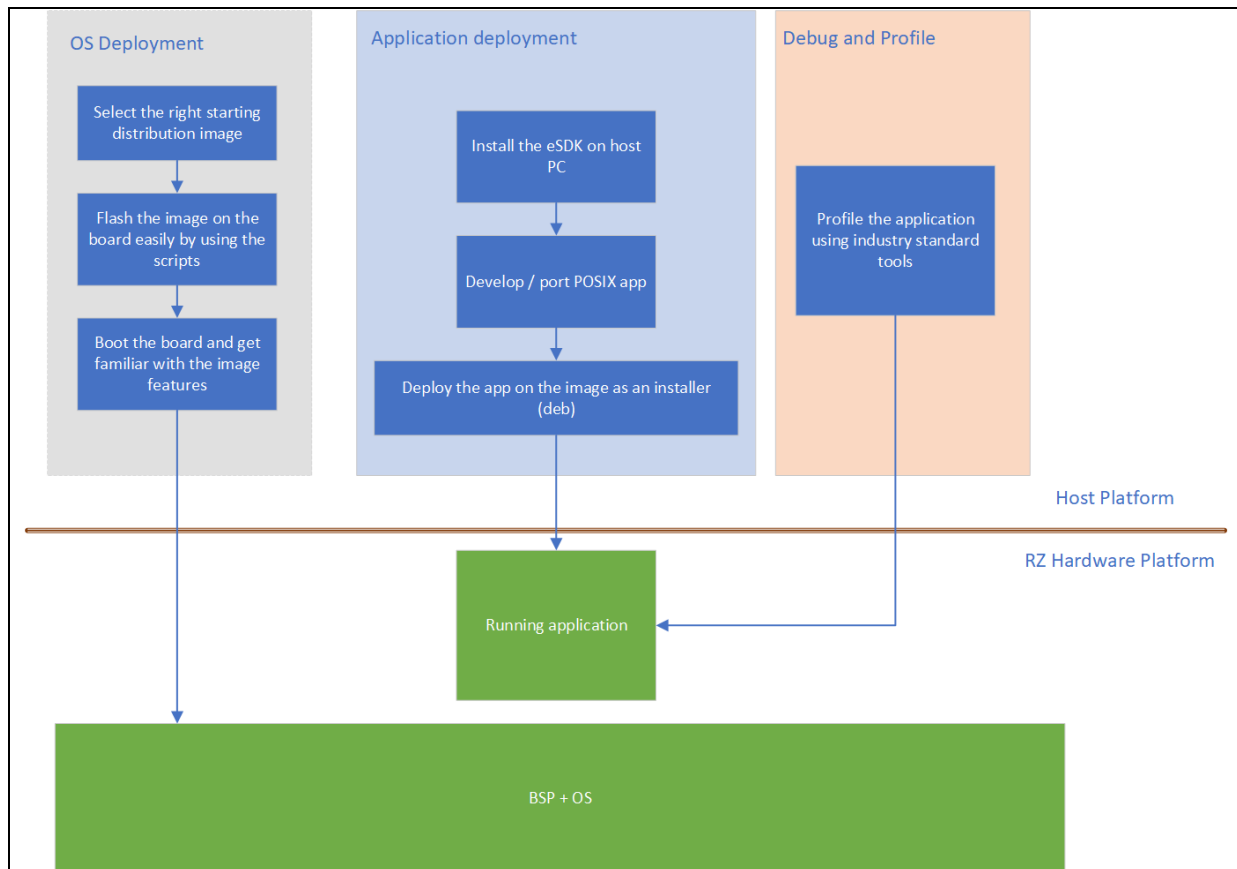 OS Deployment
Select the right starting
distribution image
Flash the image on the
board easily by using the
scripts
Boot the board and get
familiar with the image
features
Application deployment
Install the eSDK on host
PC
Develop / port POSIX app
Deploy the app on the image as an installer
(deb)
Debug and Profile
Profile the application
using industry standard
tools
Host Platform
RZ Hardware Platform
Running application
BSP + OS